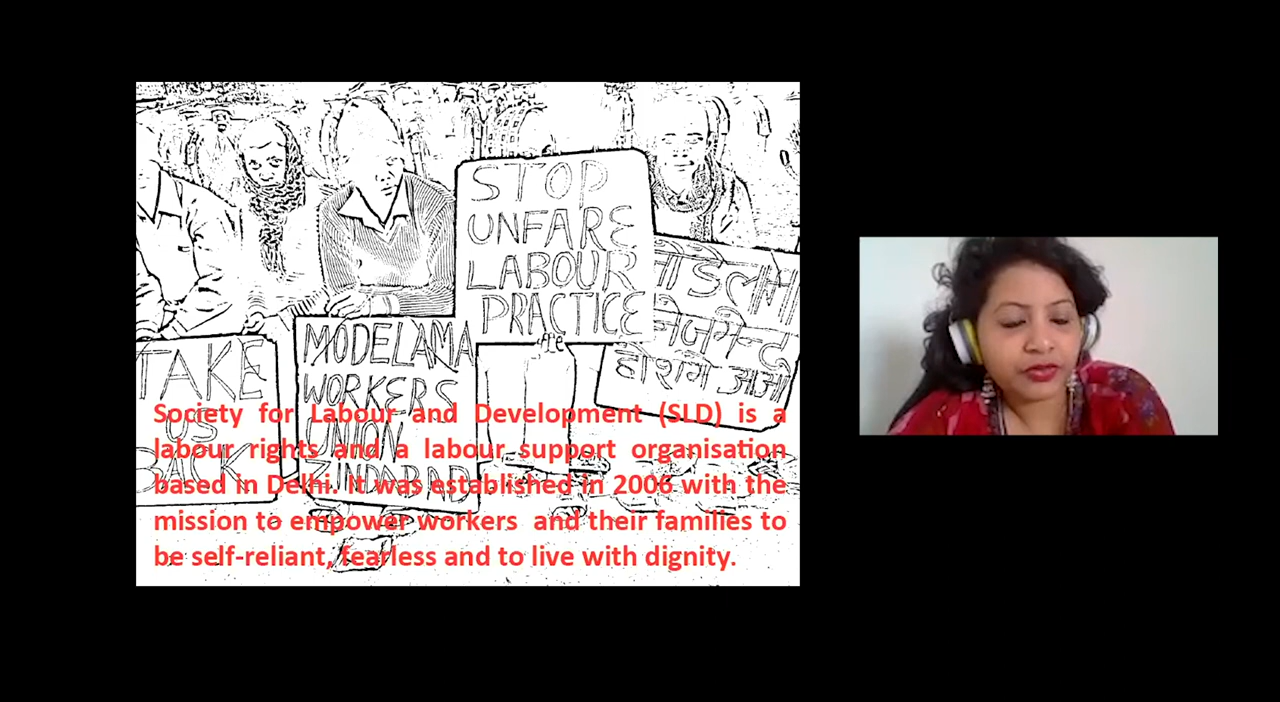 STOP
UNFARE
LABOUR
PRACTICE
MODELAMA
WORKERS
UNION
ZINDABAD
TAKE
US
BACK
Society for Labour and Development (SLD) is a
labour rights and a labour support organisation
based in Delhi. It was established in 2006 with the
mission to empower workers  and their families to
be self-reliant, fearless and to live with dignity.